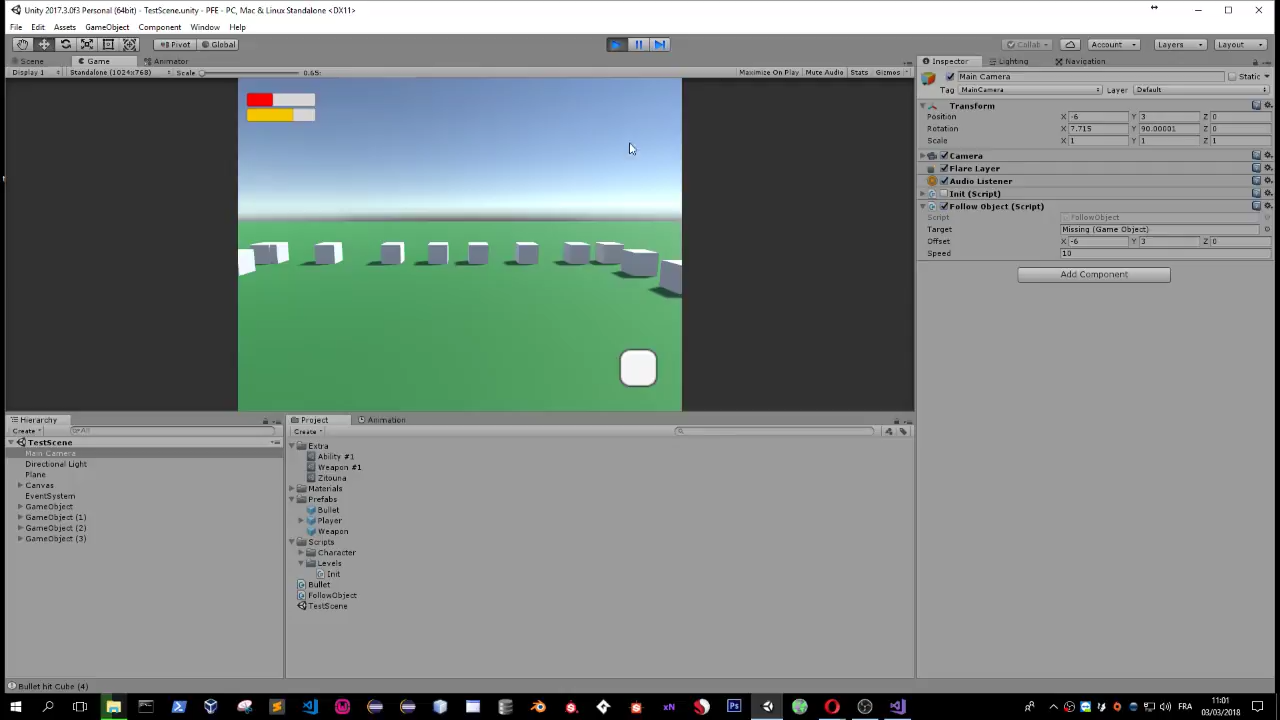 Unity 2017.3.0f3 Personal (64bit) - TestScene.unity - PFE - PC, Mac & Linux Standalone <DX11>
File Edit Assets GameObject Component Window Help
Pivot Global Collab Account Layers Layout
Scene Game Animator
Display 1 Standalone (1024x768) Scale 0.65: Maximize On Play Mute Audio Stats Gizmos
Inspector Lighting Navigation
Main Camera Static
Tag MainCamera Layer Default
Transform
Position X -6 Y 3 Z 0
Rotation X 7.715 Y 90.00001 Z 0
Scale X 1 Y 1 Z 1
Camera
Flare Layer
Audio Listener
Init (Script)
Follow Object (Script)
Script FollowObject
Target Missing (Game Object)
Offset X -6 Y 3 Z 0
Speed 10
Add Component
Hierarchy
Create All
TestScene
Main Camera
Directional Light
Plane
Canvas
EventSystem
GameObject
GameObject (1)
GameObject (2)
GameObject (3)
Project Animation
Create
Extra
Ability #1
Weapon #1
Zitouna
Materials
Prefabs
Bullet
Player
Weapon
Scripts
Character
Levels
Init
Bullet
FollowObject
TestScene
Bullet hit Cube (4)
FRA
11:01
03/03/2018